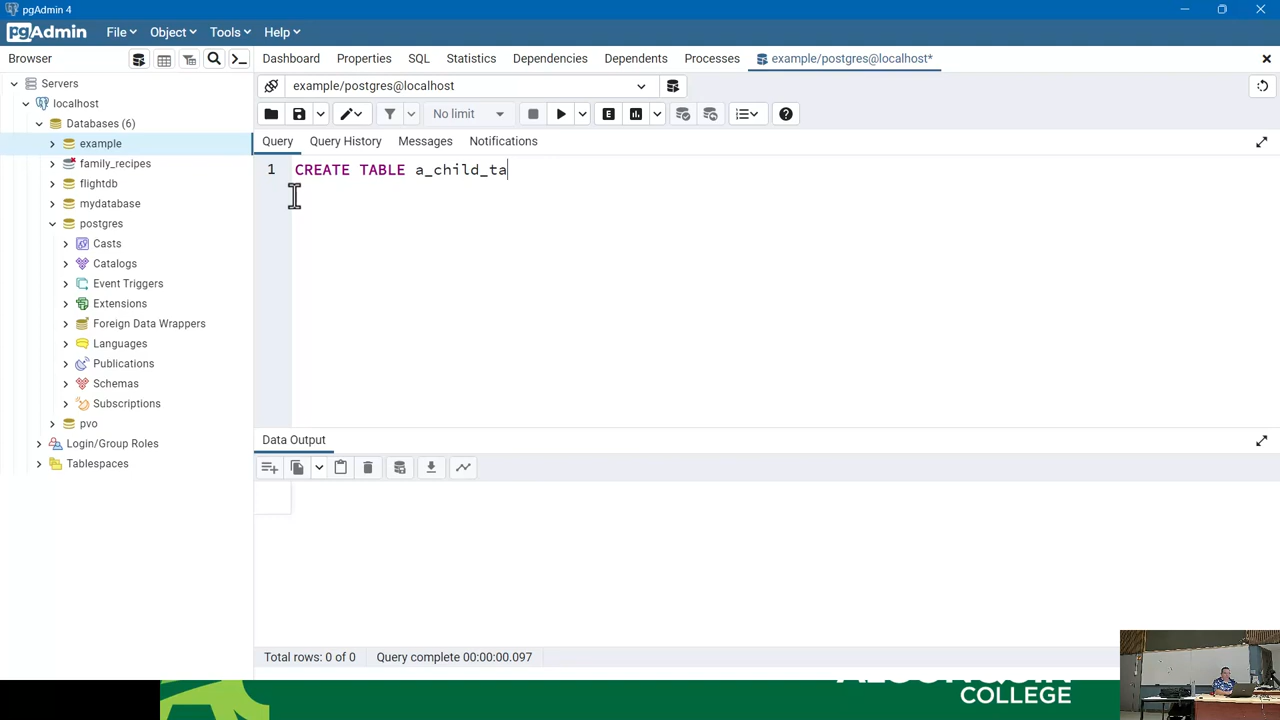 pgAdmin 4
pgAdmin File Object Tools Help
Browser
Dashboard Properties SQL Statistics Dependencies Dependents Processes example/postgres@localhost*
Servers
localhost
Databases (6)
example
family_recipes
flightdb
mydatabase
postgres
Casts
Catalogs
Event Triggers
Extensions
Foreign Data Wrappers
Languages
Publications
Schemas
Subscriptions
pvo
Login/Group Roles
Tablespaces
example/postgres@localhost
No limit
E
Query Query History Messages Notifications
1 CREATE TABLE a_child_ta
Data Output
Total rows: 0 of 0 Query complete 00:00:00.097
ALGONQUIN
COLLEGE